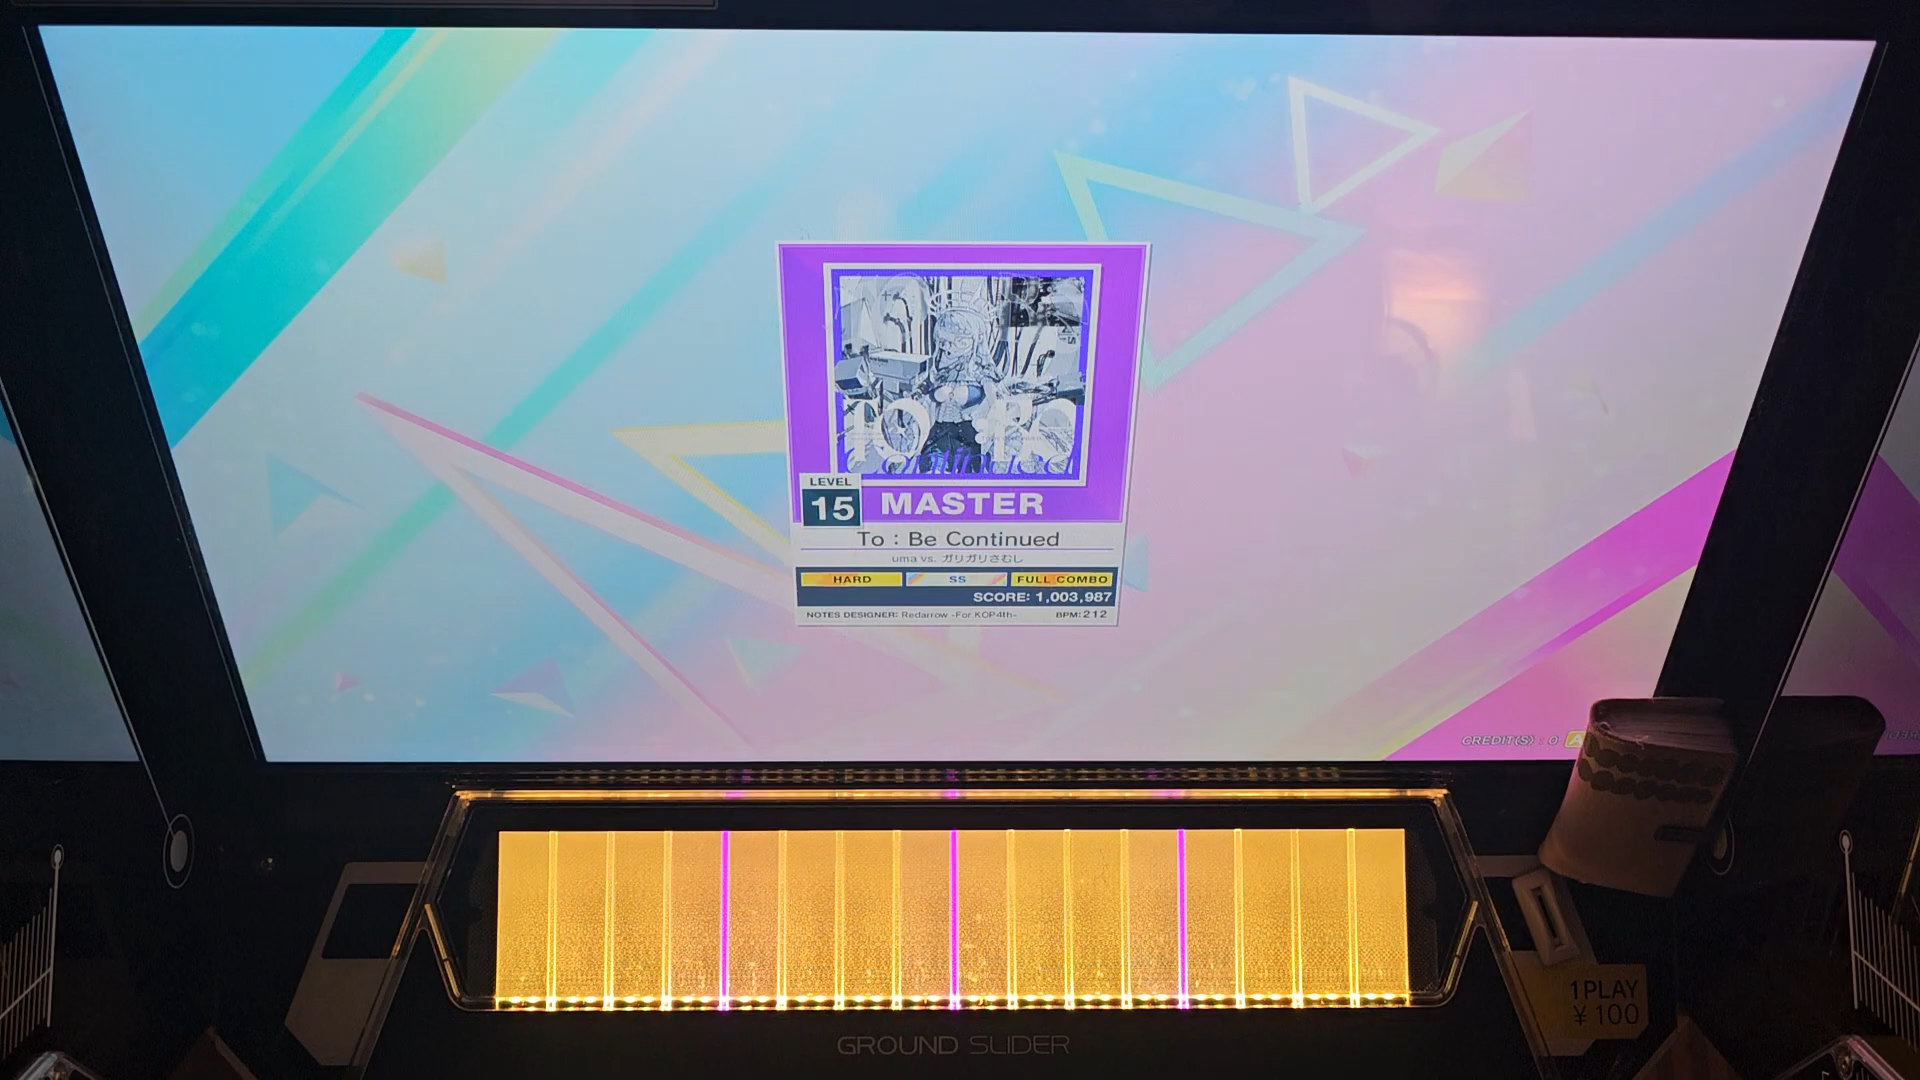 LEVEL
15 MASTER
To : Be Continued
uma vs. ガリガリさむし
HARD SS FULL COMBO
SCORE: 1,003,987
NOTES DESIGNER: Redarrow -For KOP4th- BPM:212
CREDIT(S) : 0
GROUND SLIDER
1PLAY
¥100